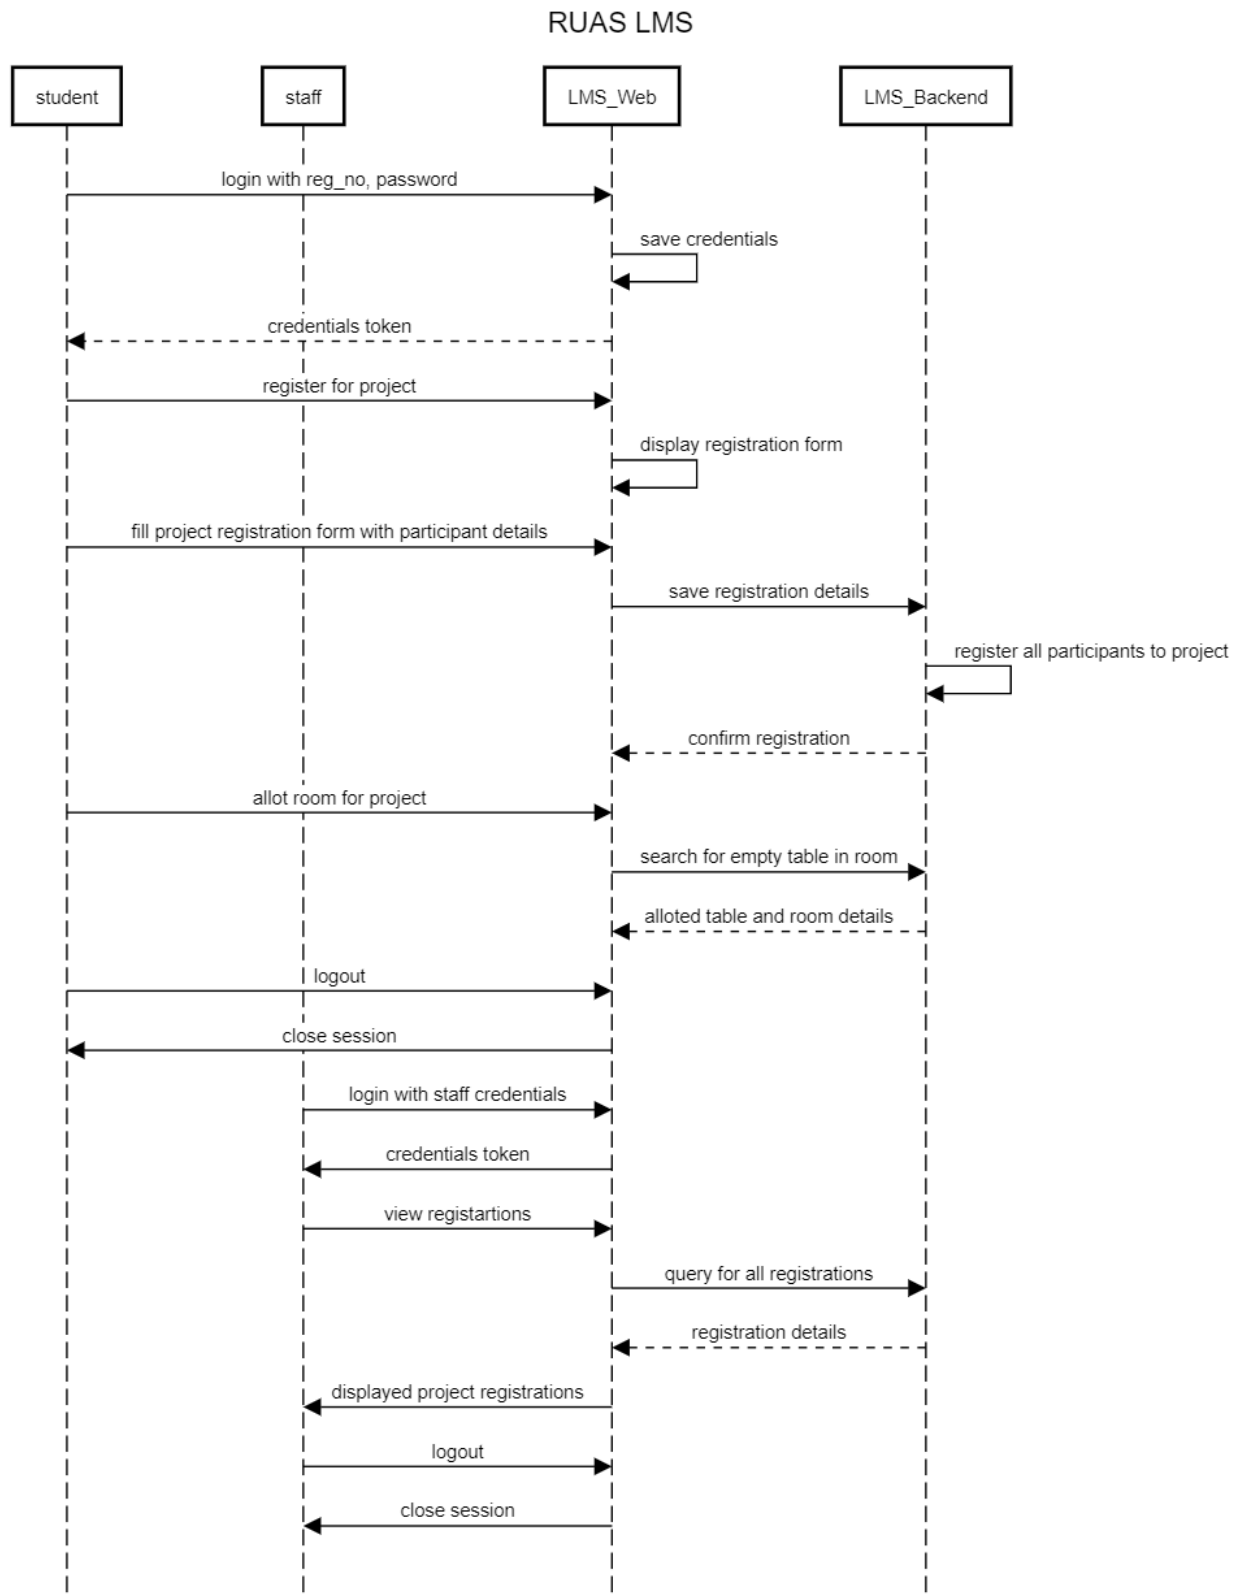 RUAS LMS
student
staff
LMS_Web
LMS_Backend
login with reg_no, password
save credentials
credentials token
register for project
display registration form
fill project registration form with participant details
save registration details
register all participants to project
confirm registration
allot room for project
search for empty table in room
alloted table and room details
logout
close session
login with staff credentials
credentials token
view registartions
query for all registrations
registration details
displayed project registrations
logout
close session